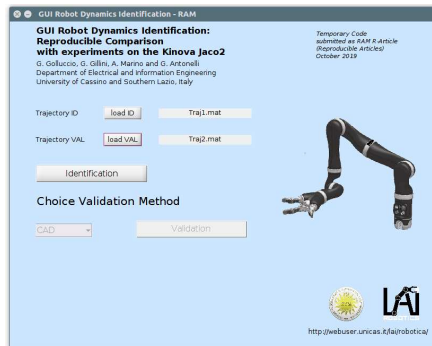 GUI Robot Dynamics Identification - RAM
GUI Robot Dynamics Identification:
Reproducible Comparison
with experiments on the Kinova Jaco2
G. Golluccio, G. Gillini, A. Marino and G. Antonelli
Department of Electrical and Information Engineering
University of Cassino and Southern Lazio, Italy
Temporary Code
submitted as RAM R-Article
(Reproducible Articles)
October 2019
Trajectory ID
load ID
Traj1.mat
Trajectory VAL
load VAL
Traj2.mat
Identification
Choice Validation Method
CAD
Validation
LAI
http://webuser.unicas.it/lai/robotica/